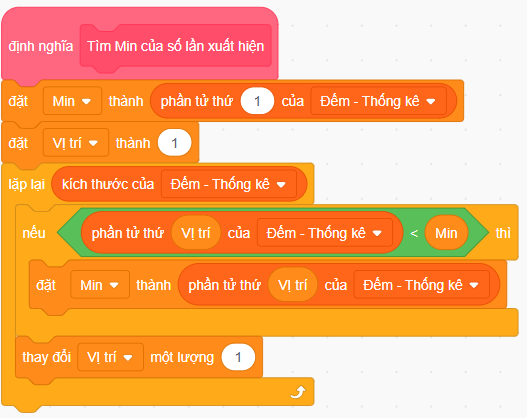 định nghĩa Tìm Min của số lần xuất hiện
đặt Min thành phần tử thứ 1 của Đếm - Thống kê
đặt Vị trí thành 1
lặp lại kích thước của Đếm - Thống kê
nếu phần tử thứ Vị trí của Đếm - Thống kê < Min thì
đặt Min thành phần tử thứ Vị trí của Đếm - Thống kê
thay đổi Vị trí một lượng 1